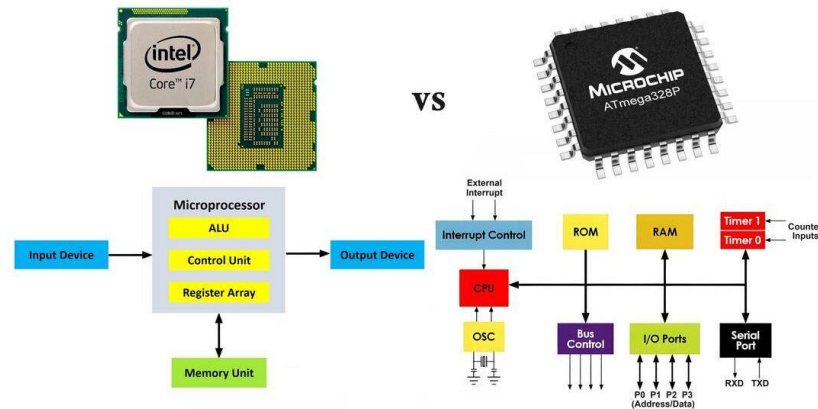 intel
Core™ i7
vs
MICROCHIP
ATmega328P
Microprocessor
ALU
Control Unit
Register Array
Input Device
Output Device
Memory Unit
External
Interrupt
Interrupt Control
ROM
RAM
Timer 1
Timer 0
Counte
Inputs
CPU
OSC
Bus
Control
I/O Ports
Serial
Port
P0 P1 P2 P3
(Address/Data)
RXD TXD